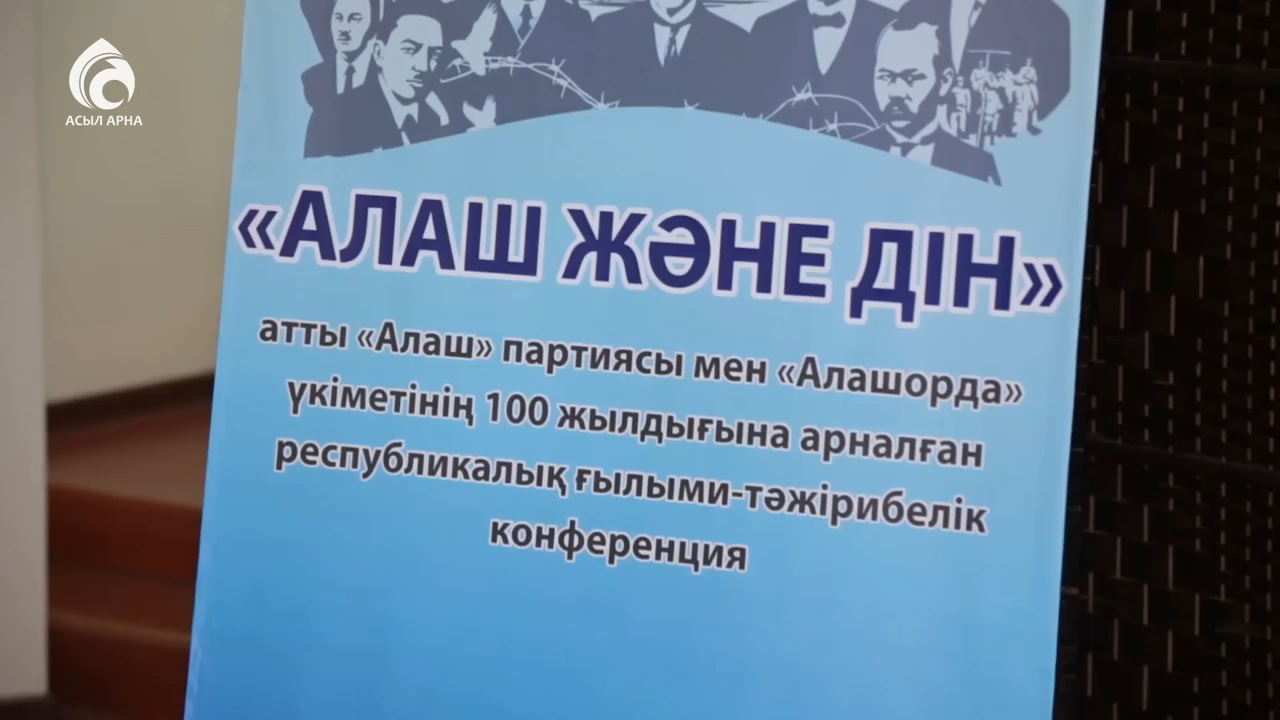 АСЫЛ АРНА
«АЛАШ ЖӘНЕ ДІН»
атты «Алаш» партиясы мен «Алашорда»
үкіметінің 100 жылдығына арналған
республикалық ғылыми-тәжірибелік
конференция